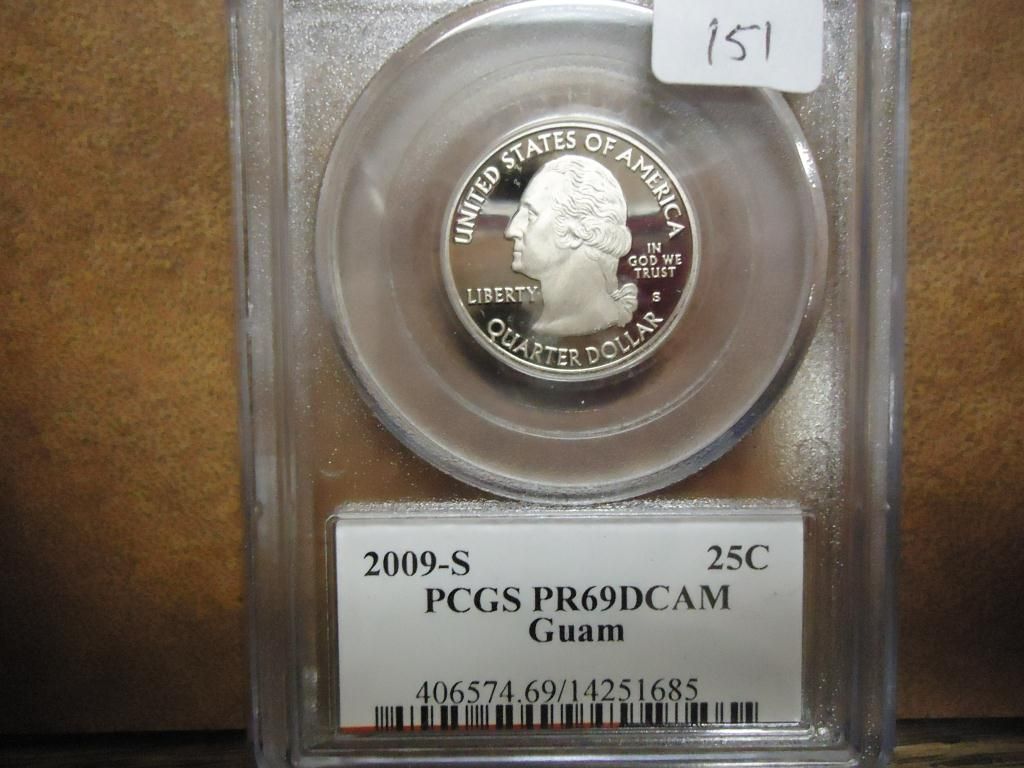 151
UNITED STATES OF AMERICA
IN
GOD WE
TRUST
LIBERTY
S
QUARTER DOLLAR
2009-S 25C
PCGS PR69DCAM
Guam
406574.69/14251685